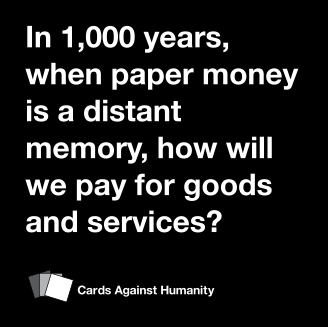 In 1,000 years,
when paper money
is a distant
memory, how will
we pay for goods
and services?
Cards Against Humanity